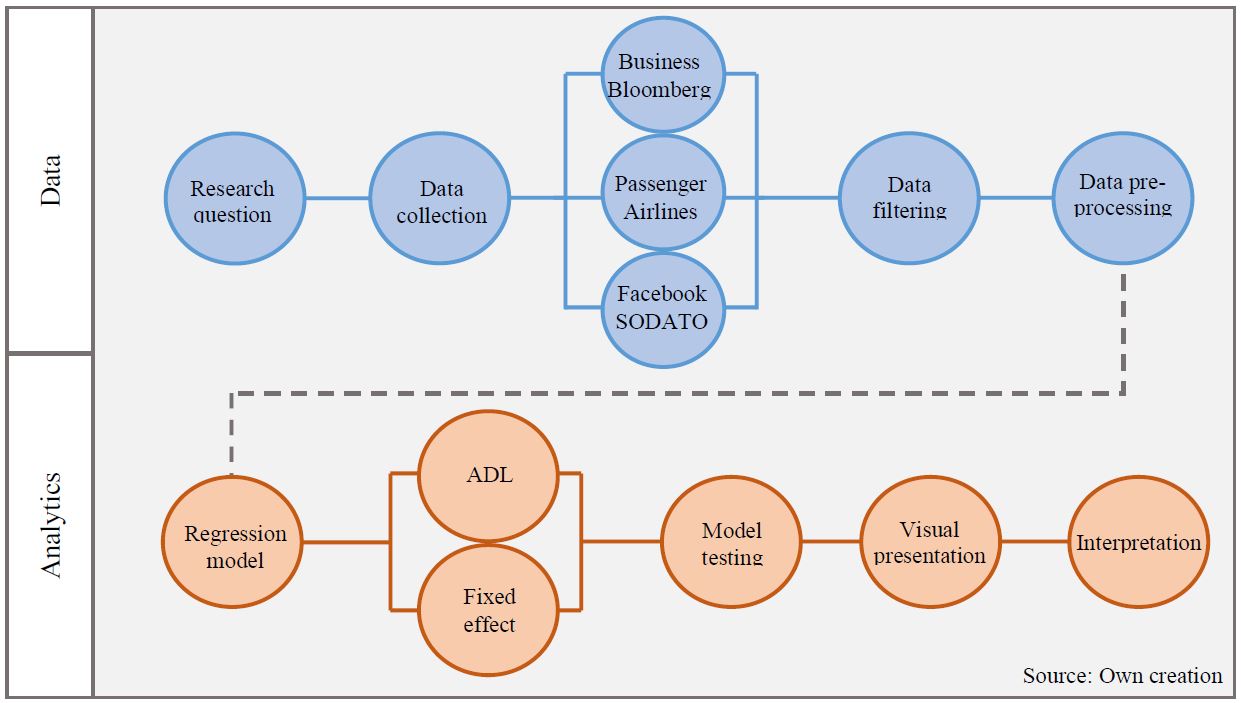 Data
Research
question
Data
collection
Business
Bloomberg
Passenger
Airlines
Facebook
SODATO
Data
filtering
Data pre-
processing
Analytics
Regression
model
ADL
Fixed
effect
Model
testing
Visual
presentation
Interpretation
Source: Own creation